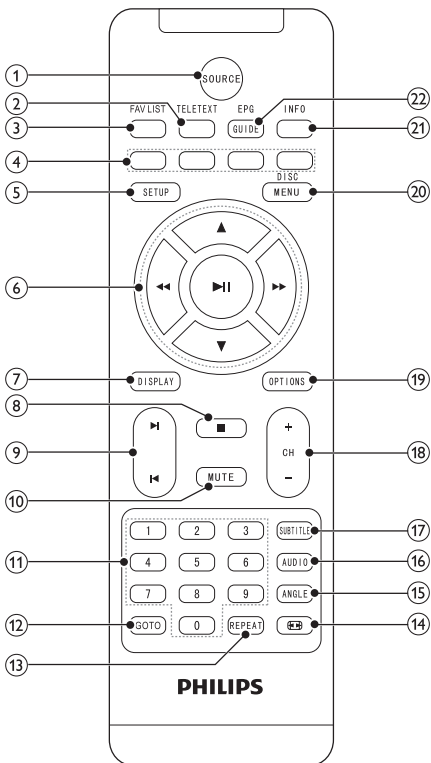 1
SOURCE
2
22
FAV LIST TELETEXT EPG INFO
3
GUIDE
21
4
DISC
5
SETUP
MENU
20
6
7
DISPLAY
OPTIONS
19
8
9
+
CH
-
18
10
MUTE
1 2 3 SUBTITLE
17
11
4 5 6 AUDIO
16
7 8 9 ANGLE
15
12
GOTO 0 REPEAT
14
13
PHILIPS